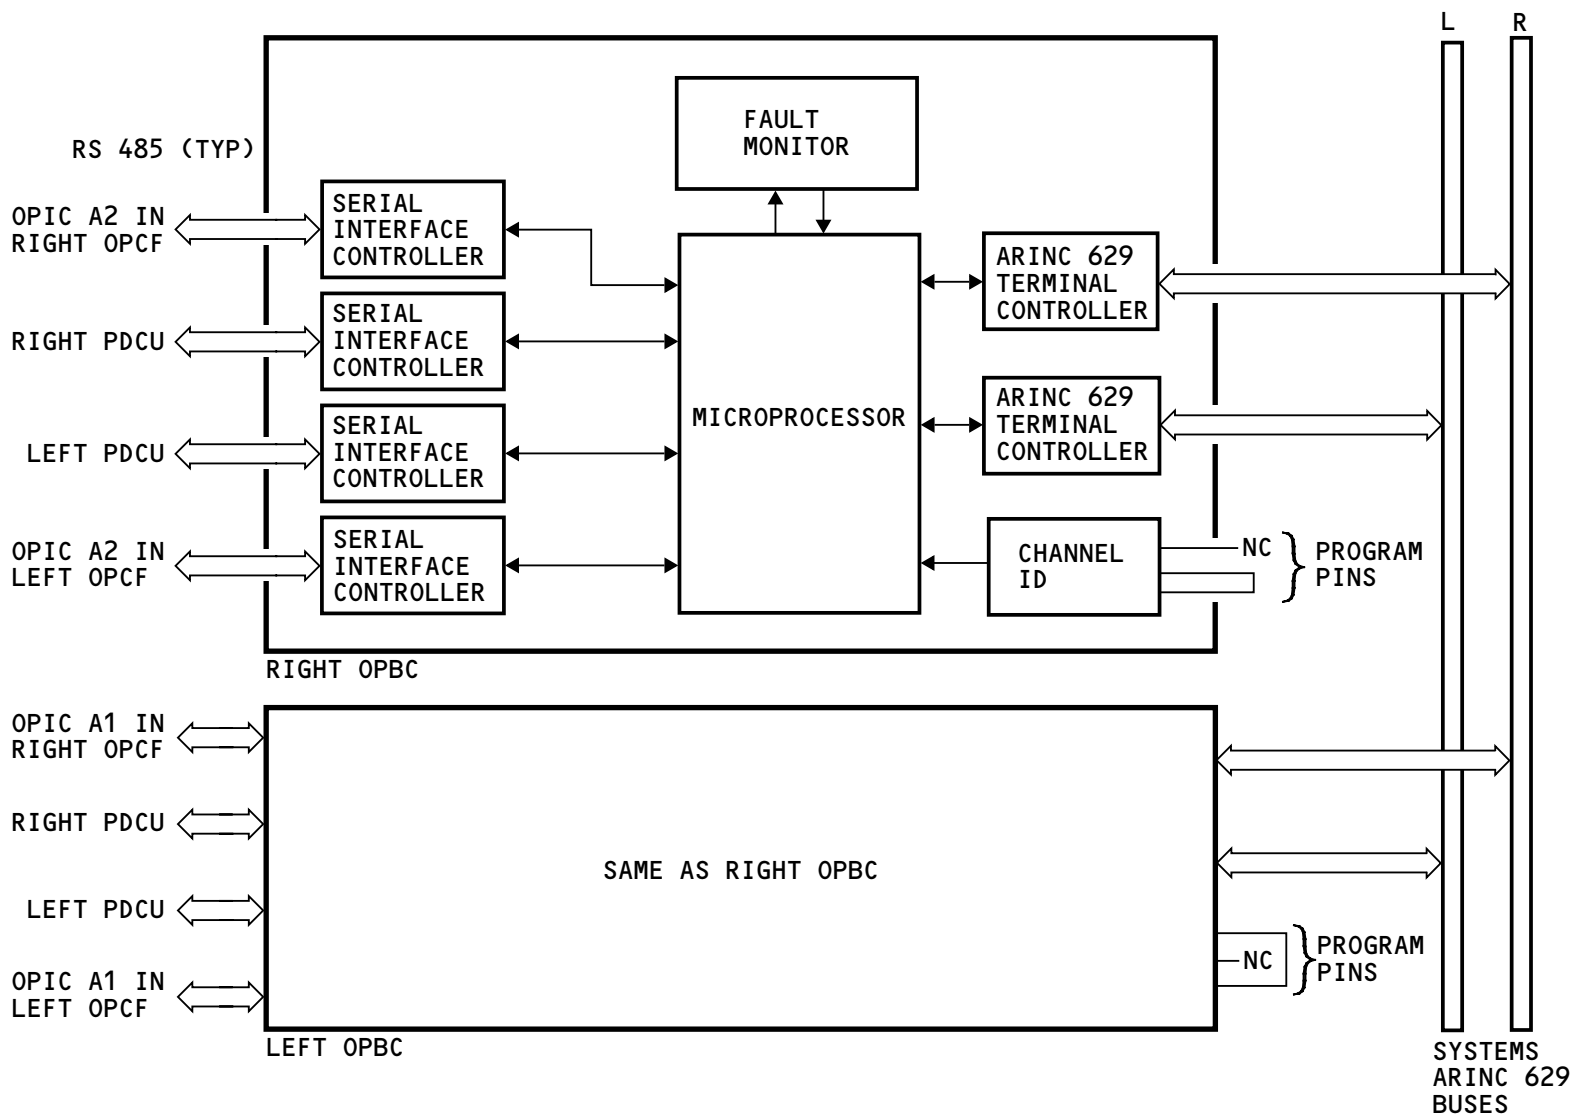 L
R
RS 485 (TYP)
FAULT
MONITOR
OPIC A2 IN
RIGHT OPCF
SERIAL
INTERFACE
CONTROLLER
ARINC 629
TERMINAL
CONTROLLER
RIGHT PDCU
SERIAL
INTERFACE
CONTROLLER
MICROPROCESSOR
ARINC 629
TERMINAL
CONTROLLER
LEFT PDCU
SERIAL
INTERFACE
CONTROLLER
OPIC A2 IN
LEFT OPCF
SERIAL
INTERFACE
CONTROLLER
CHANNEL
ID
NC
PROGRAM
PINS
RIGHT OPBC
OPIC A1 IN
RIGHT OPCF
RIGHT PDCU
SAME AS RIGHT OPBC
LEFT PDCU
OPIC A1 IN
LEFT OPCF
NC
PROGRAM
PINS
LEFT OPBC
SYSTEMS
ARINC 629
BUSES